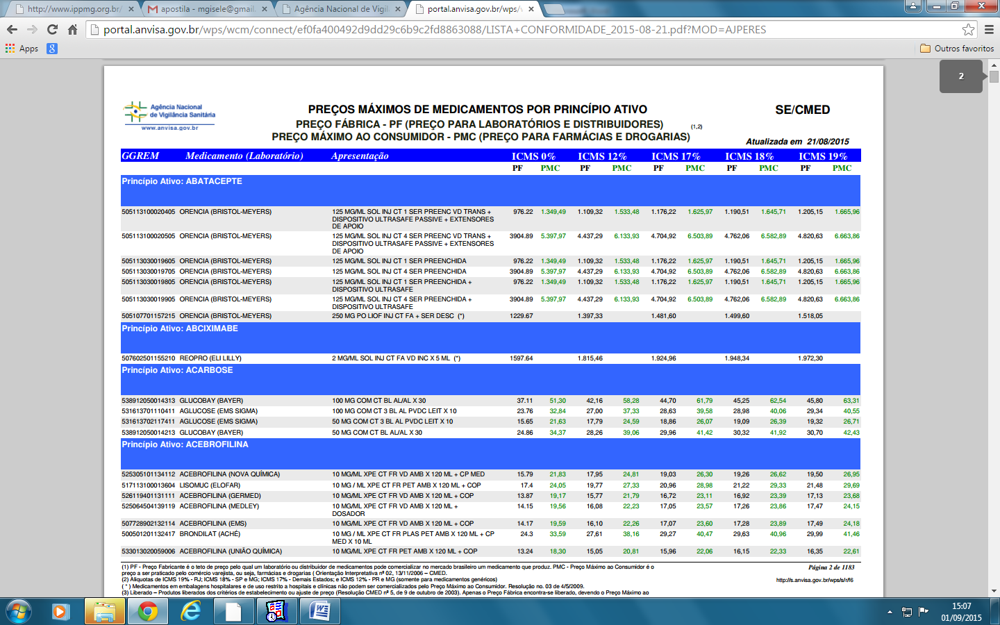 http://www.ippmg.org.br/
apostila - mgisele@gmail.
Agência Nacional de Vigil
portal.anvisa.gov.br/wps/
portal.anvisa.gov.br/wps/wcm/connect/ef0fa400492d9dd29c6b9c2fd8863088/LISTA+CONFORMIDADE_2015-08-21.pdf?MOD=AJPERES
Apps
Outros favoritos
2
Agência Nacional
de Vigilância Sanitária
www.anvisa.gov.br
PREÇOS MÁXIMOS DE MEDICAMENTOS POR PRINCÍPIO ATIVO
SE/CMED
PREÇO FÁBRICA - PF (PREÇO PARA LABORATÓRIOS E DISTRIBUIDORES)
(1,2)
PREÇO MÁXIMO AO CONSUMIDOR - PMC (PREÇO PARA FARMÁCIAS E DROGARIAS)
Atualizada em 21/08/2015
GGREM Medicamento (Laboratório) Apresentação ICMS 0% ICMS 12% ICMS 17% ICMS 18% ICMS 19%
PF PMC PF PMC PF PMC PF PMC PF PMC
Princípio Ativo: ABATACEPTE
505113100020405 ORENCIA (BRISTOL-MEYERS) 125 MG/ML SOL INJ CT 1 SER PREENC VD TRANS + 976.22 1.349,49 1.109,32 1.533,48 1.176,22 1.625,97 1.190,51 1.645,71 1.205,15 1.665,96
DISPOSITIVO ULTRASAFE PASSIVE + EXTENSORES
DE APOIO
505113100020505 ORENCIA (BRISTOL-MEYERS) 125 MG/ML SOL INJ CT 4 SER PREENC VD TRANS + 3904.89 5.397,97 4.437,29 6.133,93 4.704,92 6.503,89 4.762,06 6.582,89 4.820,63 6.663,86
DISPOSITIVO ULTRASAFE PASSIVE + EXTENSORES
DE APOIO
505113030019605 ORENCIA (BRISTOL-MEYERS) 125 MG/ML SOL INJ CT 1 SER PREENCHIDA 976.22 1.349,49 1.109,32 1.533,48 1.176,22 1.625,97 1.190,51 1.645,71 1.205,15 1.665,96
505113030019705 ORENCIA (BRISTOL-MEYERS) 125 MG/ML SOL INJ CT 4 SER PREENCHIDA 3904.89 5.397,97 4.437,29 6.133,93 4.704,92 6.503,89 4.762,06 6.582,89 4.820,63 6.663,86
505113030019805 ORENCIA (BRISTOL-MEYERS) 125 MG/ML SOL INJ CT 1 SER PREENCHIDA + 976.22 1.349,49 1.109,32 1.533,48 1.176,22 1.625,97 1.190,51 1.645,71 1.205,15 1.665,96
DISPOSITIVO ULTRASAFE
505113030019905 ORENCIA (BRISTOL-MEYERS) 125 MG/ML SOL INJ CT 4 SER PREENCHIDA + 3904.89 5.397,97 4.437,29 6.133,93 4.704,92 6.503,89 4.762,06 6.582,89 4.820,63 6.663,86
DISPOSITIVO ULTRASAFE
505107701157215 ORENCIA (BRISTOL-MEYERS) 250 MG PO LIOF INJ CT FA + SER DESC (*) 1229.67 1.397,33 1.481,60 1.499,60 1.518,05
Princípio Ativo: ABCIXIMABE
507602501155210 REOPRO (ELI LILLY) 2 MG/ML SOL INJ CT FA VD INC X 5 ML (*) 1597.64 1.815,46 1.924,96 1.948,34 1.972,30
Princípio Ativo: ACARBOSE
538912050014313 GLUCOBAY (BAYER) 100 MG COM CT BL AL/AL X 30 37.11 51,30 42,16 58,28 44,70 61,79 45,25 62,54 45,80 63,31
531613701110411 AGLUCOSE (EMS SIGMA) 100 MG COM CT 3 BL AL PVDC LEIT X 10 23.76 32,84 27,00 37,33 28,63 39,58 28,98 40,06 29,34 40,55
531613702117411 AGLUCOSE (EMS SIGMA) 50 MG COM CT 3 BL AL PVDC LEIT X 10 15.65 21,63 17,79 24,59 18,86 26,07 19,09 26,39 19,32 26,71
538912050014213 GLUCOBAY (BAYER) 50 MG COM CT BL AL/AL X 30 24.86 34,37 28,26 39,06 29,96 41,42 30,32 41,92 30,70 42,43
Princípio Ativo: ACEBROFILINA
525305101134112 ACEBROFILINA (NOVA QUÍMICA) 10 MG/ML XPE CT FR VD AMB X 120 ML + CP MED 15.79 21,83 17,95 24,81 19,03 26,30 19,26 26,62 19,50 26,95
517113100013604 LISOMUC (ELOFAR) 10 MG / ML XPE CT FR PET AMB X 120 ML + COP 17.4 24,05 19,77 27,33 20,96 28,98 21,22 29,33 21,48 29,69
526119401131111 ACEBROFILINA (GERMED) 10 MG/ML XPE CT FR VD AMB X 120 ML + COP 13.87 19,17 15,77 21,79 16,72 23,11 16,92 23,39 17,13 23,68
525064504139119 ACEBROFILINA (MEDLEY) 10 MG/ML XPE CT FR VD AMB X 120 ML + 14.15 19,56 16,08 22,23 17,05 23,57 17,26 23,86 17,47 24,15
DOSADOR
507728902132114 ACEBROFILINA (EMS) 10 MG/ML XPE CT FR VD AMB X 120 ML + COP 14.17 19,59 16,10 22,26 17,07 23,60 17,28 23,89 17,49 24,18
500501201132417 BRONDILAT (ACHÉ) 10 MG / ML XPE CT FR PLAS PET AMB X 120 ML + CP 24.3 33,59 27,61 38,16 29,27 40,47 29,63 40,96 29,99 41,46
MED X 10 ML
533013020059006 ACEBROFILINA (UNIÃO QUÍMICA) 10 MG/ML XPE CT FR PET AMB X 120 ML + COP 13.24 18,30 15,05 20,81 15,96 22,06 16,15 22,33 16,35 22,61
(1) PF - Preço Fabricante é o teto de preço pelo qual um laboratório ou distribuidor de medicamentos pode comercializar no mercado brasileiro um medicamento que produz. PMC - Preço Máximo ao Consumidor é o
preço a ser praticado pelo comércio varejista, ou seja, farmácias e drogarias ( Orientação Interpretativa nº 02, 13/11/2006 – CMED.
(2) Alíquotas de ICMS 19% - RJ; ICMS 18% - SP e MG; ICMS 17% - Demais Estados; e ICMS 12% - PR e MG (somente para medicamentos genéricos)
( * ) Medicamentos em embalagens hospitalares e de uso restrito a hospitais e clínicas não podem ser comercializados pelo Preço Máximo ao Consumidor. Resolução no. 03 de 4/5/2009.
(3) Liberado – Produtos liberados dos critérios de estabelecimento ou ajuste de preço (Resolução CMED nº 5, de 9 de outubro de 2003). Apenas o Preço Fábrica encontra-se liberado, devendo o Preço Máximo ao
Página 2 de 1183
http://s.anvisa.gov.br/wps/s/r/l6
15:07
01/09/2015